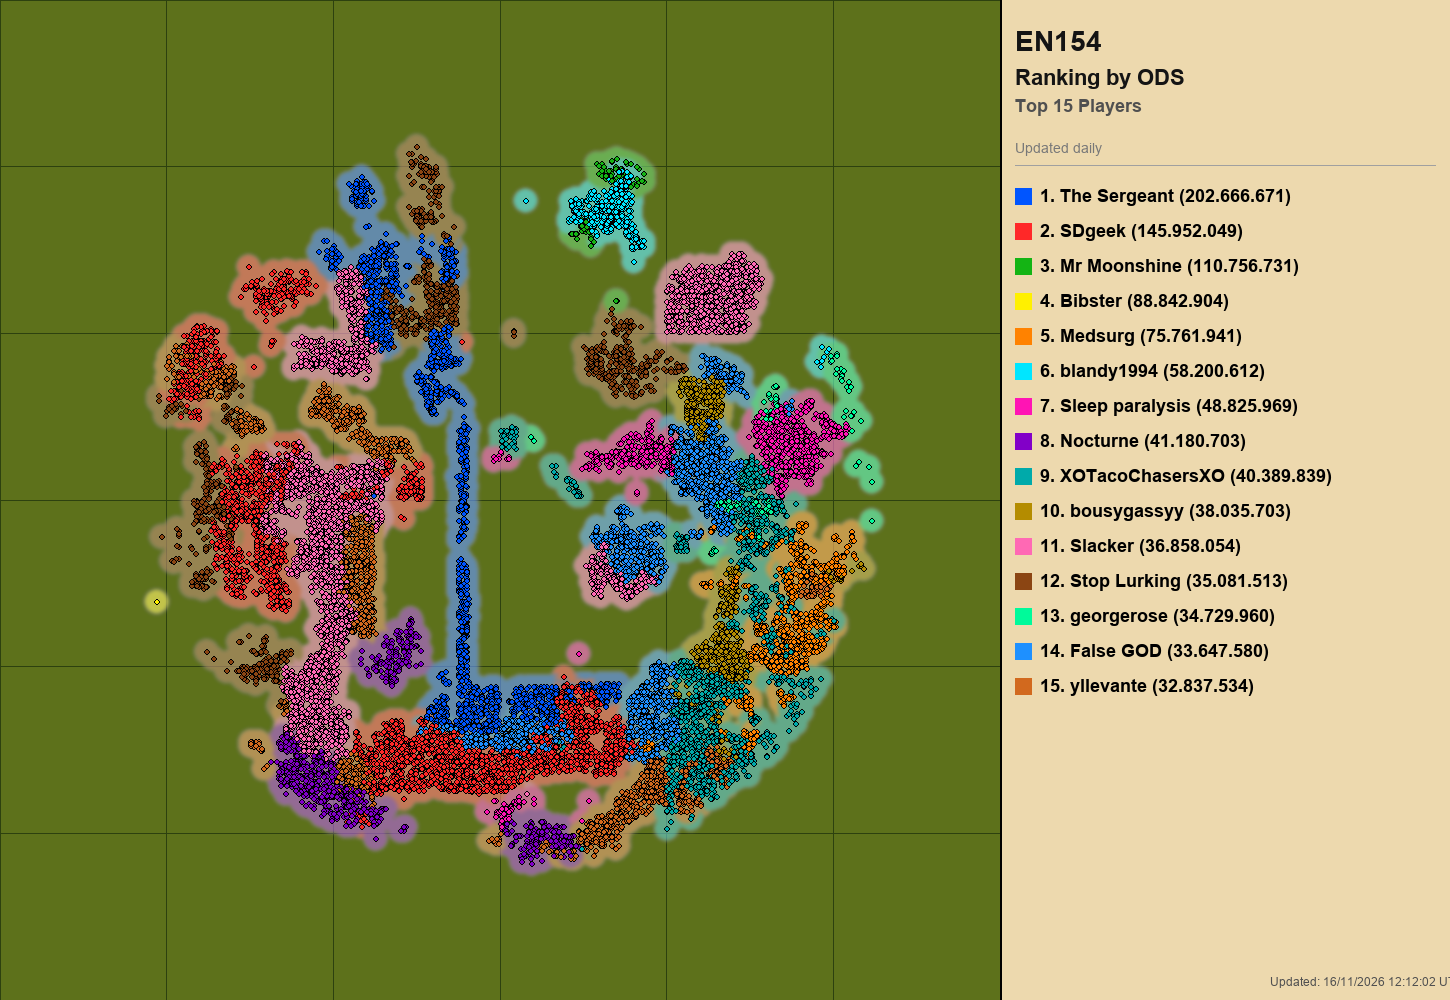 EN154
Ranking by ODS
Top 15 Players
Updated daily
1. The Sergeant (202.666.671)
2. SDgeek (145.952.049)
3. Mr Moonshine (110.756.731)
4. Bibster (88.842.904)
5. Medsurg (75.761.941)
6. blandy1994 (58.200.612)
7. Sleep paralysis (48.825.969)
8. Nocturne (41.180.703)
9. XOTacoChasersXO (40.389.839)
10. bousygassyy (38.035.703)
11. Slacker (36.858.054)
12. Stop Lurking (35.081.513)
13. georgerose (34.729.960)
14. False GOD (33.647.580)
15. yllevante (32.837.534)
Updated: 16/11/2026 12:12:02 U